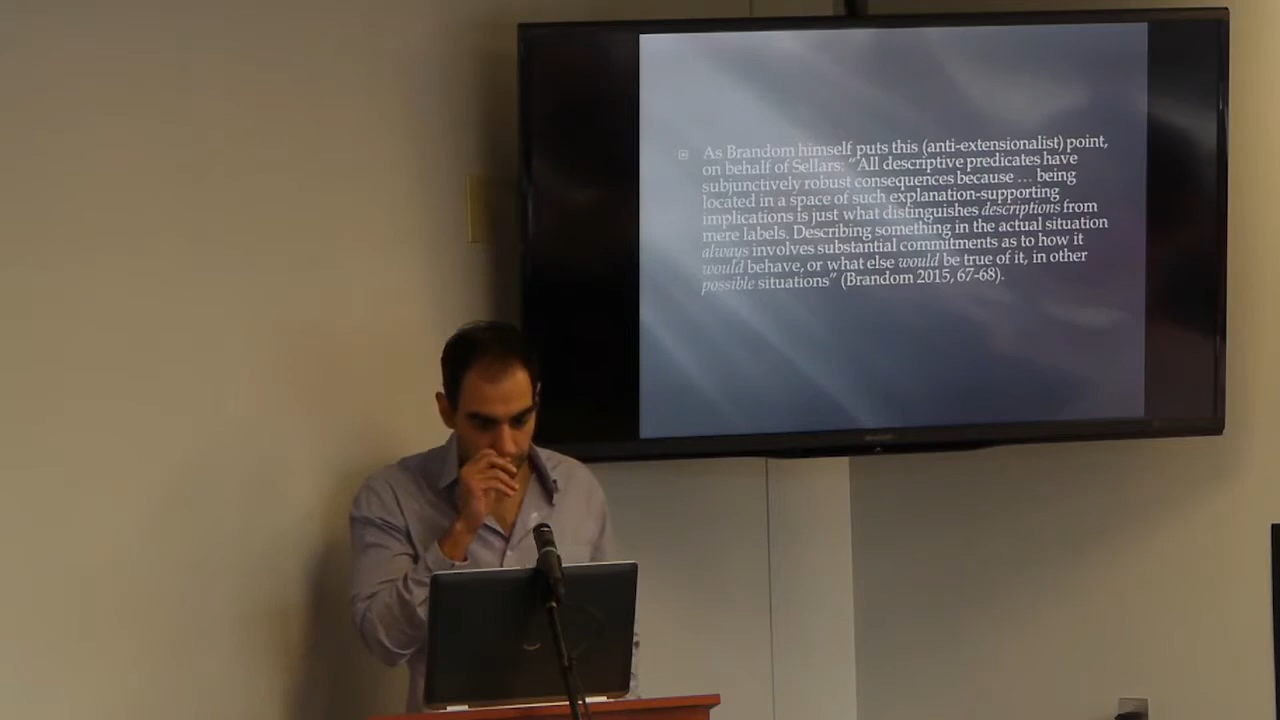 As Brandom himself puts this (anti-extensionalist) point,
on behalf of Sellars: “All descriptive predicates have
subjunctively robust consequences because … being
located in a space of such explanation-supporting
implications is just what distinguishes descriptions from
mere labels. Describing something in the actual situation
always involves substantial commitments as to how it
would behave, or what else would be true of it, in other
possible situations” (Brandom 2015, 67-68).